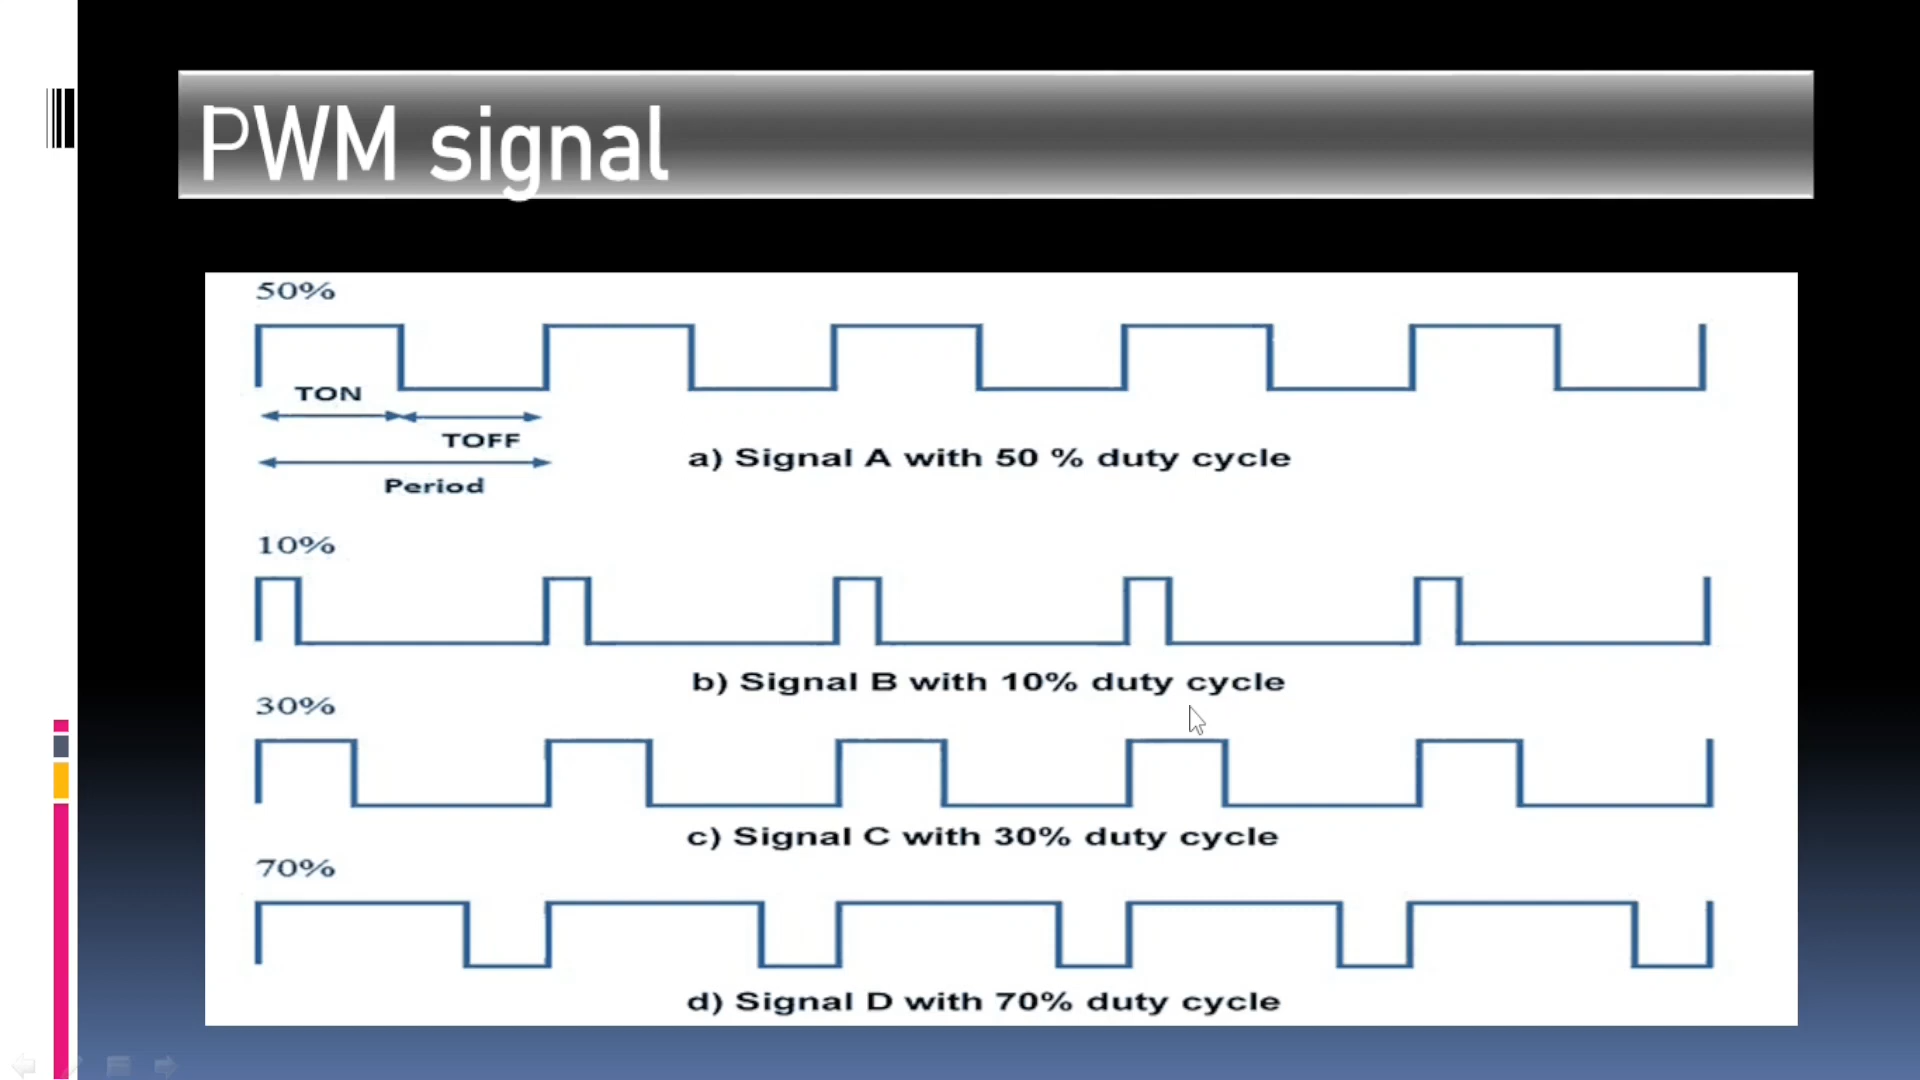 PWM signal
50%
TON
TOFF
a) Signal A with 50 % duty cycle
Period
10%
b) Signal B with 10% duty cycle
30%
c) Signal C with 30% duty cycle
70%
d) Signal D with 70% duty cycle